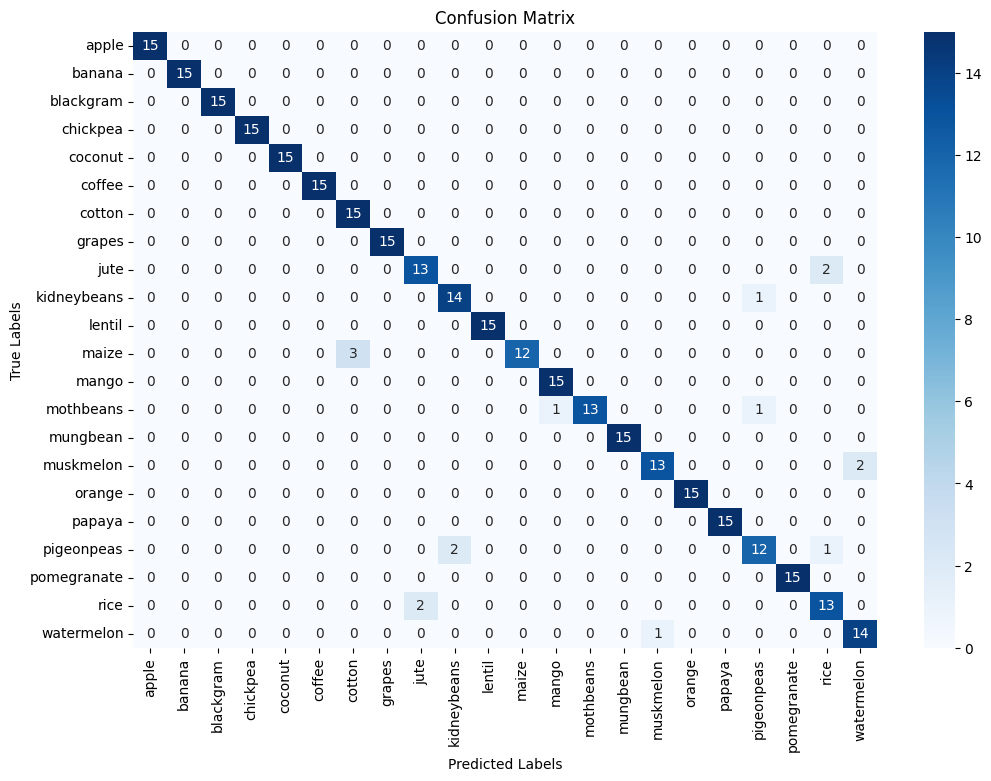 Confusion Matrix
apple 15 0 0 0 0 0 0 0 0 0 0 0 0 0 0 0 0 0 0 0 0 0
banana 0 15 0 0 0 0 0 0 0 0 0 0 0 0 0 0 0 0 0 0 0 0
blackgram 0 0 15 0 0 0 0 0 0 0 0 0 0 0 0 0 0 0 0 0 0 0
chickpea 0 0 0 15 0 0 0 0 0 0 0 0 0 0 0 0 0 0 0 0 0 0
coconut 0 0 0 0 15 0 0 0 0 0 0 0 0 0 0 0 0 0 0 0 0 0
coffee 0 0 0 0 0 15 0 0 0 0 0 0 0 0 0 0 0 0 0 0 0 0
cotton 0 0 0 0 0 0 15 0 0 0 0 0 0 0 0 0 0 0 0 0 0 0
grapes 0 0 0 0 0 0 0 15 0 0 0 0 0 0 0 0 0 0 0 0 0 0
jute 0 0 0 0 0 0 0 0 13 0 0 0 0 0 0 0 0 0 0 0 2 0
kidneybeans 0 0 0 0 0 0 0 0 0 14 0 0 0 0 0 0 0 0 1 0 0 0
lentil 0 0 0 0 0 0 0 0 0 0 15 0 0 0 0 0 0 0 0 0 0 0
maize 0 0 0 0 0 0 3 0 0 0 0 12 0 0 0 0 0 0 0 0 0 0
mango 0 0 0 0 0 0 0 0 0 0 0 0 15 0 0 0 0 0 0 0 0 0
mothbeans 0 0 0 0 0 0 0 0 0 0 0 0 1 13 0 0 0 0 1 0 0 0
mungbean 0 0 0 0 0 0 0 0 0 0 0 0 0 0 15 0 0 0 0 0 0 0
muskmelon 0 0 0 0 0 0 0 0 0 0 0 0 0 0 0 13 0 0 0 0 0 2
orange 0 0 0 0 0 0 0 0 0 0 0 0 0 0 0 0 15 0 0 0 0 0
papaya 0 0 0 0 0 0 0 0 0 0 0 0 0 0 0 0 0 15 0 0 0 0
pigeonpeas 0 0 0 0 0 0 0 0 0 2 0 0 0 0 0 0 0 0 12 0 1 0
pomegranate 0 0 0 0 0 0 0 0 0 0 0 0 0 0 0 0 0 0 0 15 0 0
rice 0 0 0 0 0 0 0 0 2 0 0 0 0 0 0 0 0 0 0 0 13 0
watermelon 0 0 0 0 0 0 0 0 0 0 0 0 0 0 0 1 0 0 0 0 0 14
True Labels
apple banana blackgram chickpea coconut coffee cotton grapes jute kidneybeans lentil maize mango mothbeans mungbean muskmelon orange papaya pigeonpeas pomegranate rice watermelon
Predicted Labels
14
12
10
8
6
4
2
0